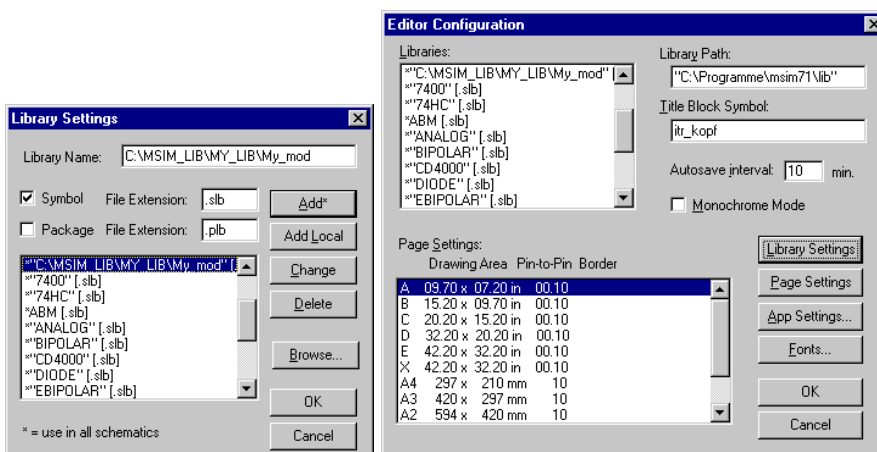 Library Settings
Library Name: C:\MSIM_LIB\MY_LIB\My_mod
Symbol File Extension: .slb
Package File Extension: .plb
Add*
Add Local
Change
Delete
Browse...
OK
Cancel
*"C:\MSIM_LIB\MY_LIB\My_mod" [.
*"7400" [.slb]
*"74HC" [.slb]
*ABM [.slb]
*"ANALOG" [.slb]
*"BIPOLAR" [.slb]
*"CD4000" [.slb]
*"DIODE" [.slb]
*"EBIPOLAR" [.slb]
* = use in all schematics
Editor Configuration
Libraries:
*"C:\MSIM_LIB\MY_LIB\My_mod" [
*"7400" [.slb]
*"74HC" [.slb]
*ABM [.slb]
*"ANALOG" [.slb]
*"BIPOLAR" [.slb]
*"CD4000" [.slb]
*"DIODE" [.slb]
*"EBIPOLAR" [.slb]
Library Path:
"C:\Programme\msim71\lib"
Title Block Symbol:
itr_kopf
Autosave interval: 10 min.
Monochrome Mode
Page Settings:
Drawing Area Pin-to-Pin Border
A 09.70 x 07.20 in 00.10
B 15.20 x 09.70 in 00.10
C 20.20 x 15.20 in 00.10
D 32.20 x 20.20 in 00.10
E 42.20 x 32.20 in 00.10
X 42.20 x 32.20 in 00.10
A4 297 x 210 mm 10
A3 420 x 297 mm 10
A2 594 x 420 mm 10
Library Settings
Page Settings
App Settings...
Fonts...
OK
Cancel